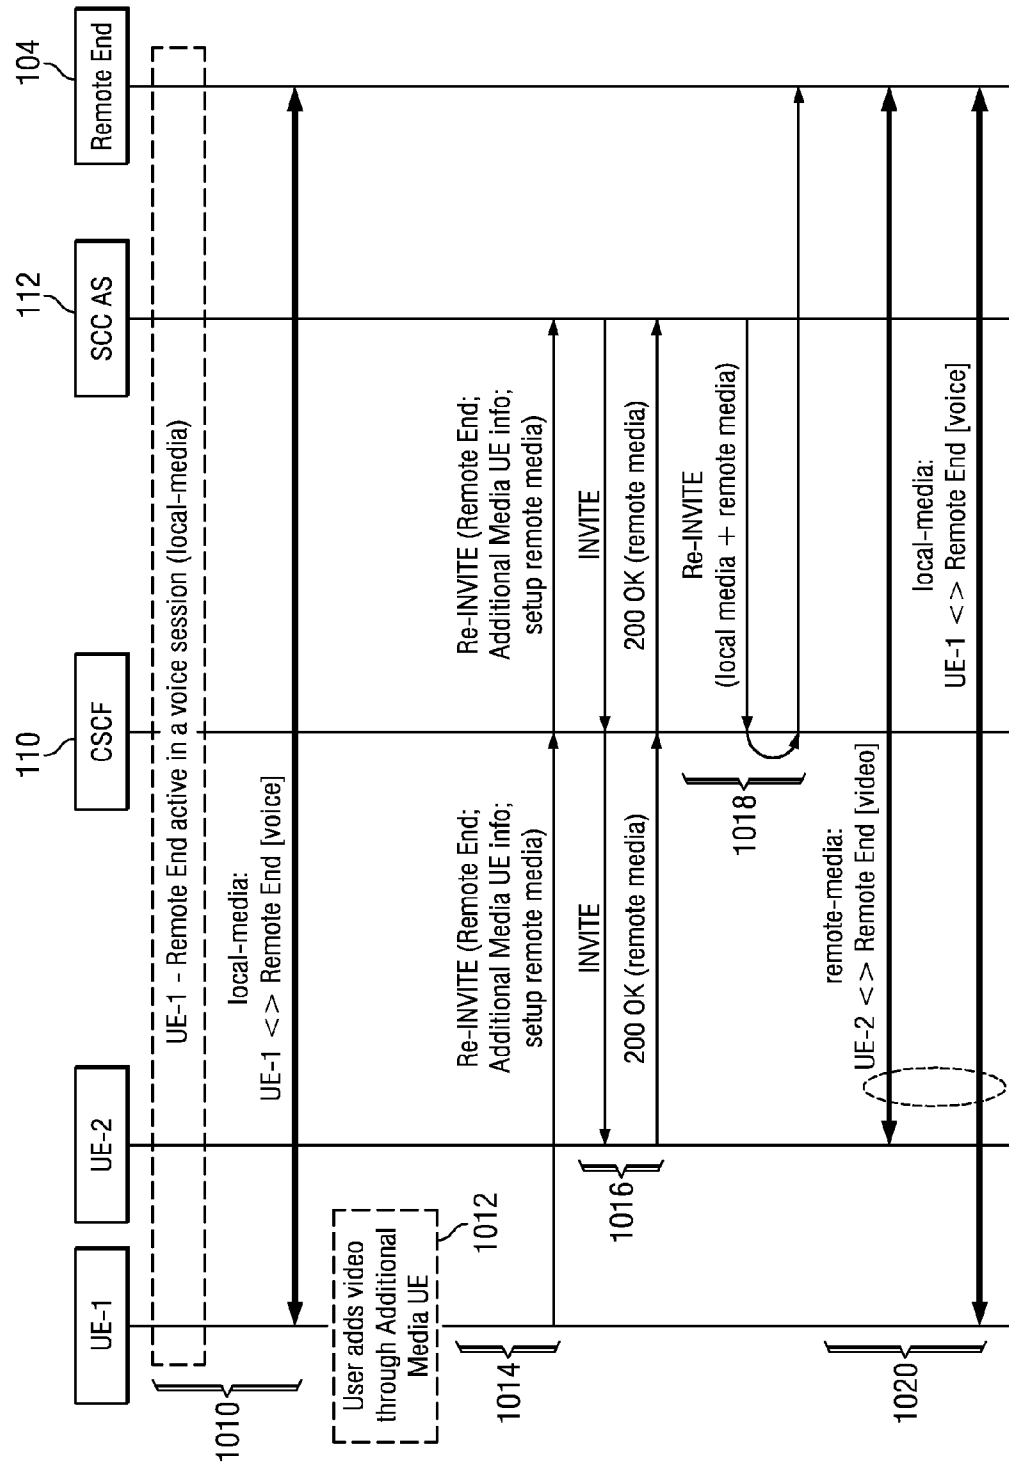 UE-1
UE-2
110
CSCF
112
SCC AS
104
Remote End
1010
UE-1 - Remote End active in a voice session (local-media)
local-media:
UE-1 <> Remote End [voice]
User adds video
through Additional
Media UE
1012
1014
Re-INVITE (Remote End;
Additional Media UE info;
setup remote media)
Re-INVITE (Remote End;
Additional Media UE info;
setup remote media)
1016
INVITE
INVITE
200 OK (remote media)
200 OK (remote media)
1018
Re-INVITE
(local media + remote media)
1020
remote-media:
UE-2 <> Remote End [video]
local-media:
UE-1 <> Remote End [voice]